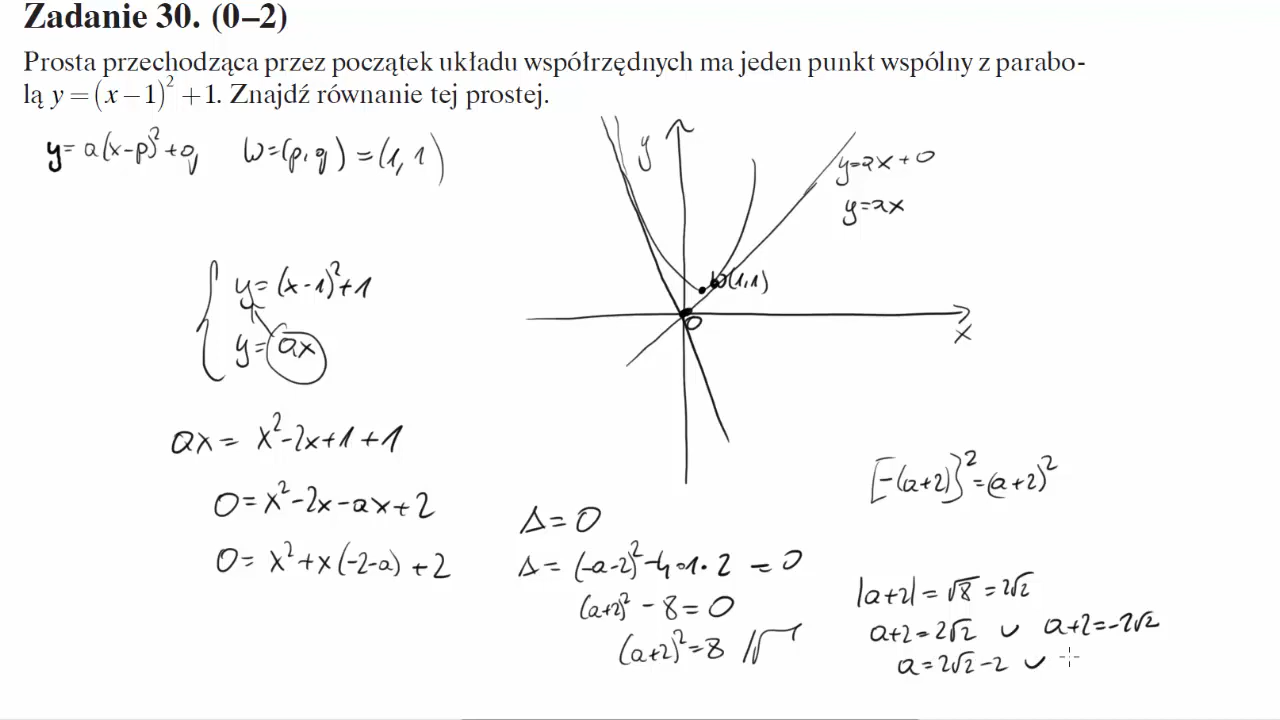 Zadanie 30. (0–2)
Prosta przechodząca przez początek układu współrzędnych ma jeden punkt wspólny z parabo-
lą y = (x – 1)² + 1. Znajdź równanie tej prostej.
y = a(x-p)² + q   W = (p, q) = (1, 1)
y
y = ax + 0
y = ax
W(1,1)
0
x
y = (x-1)² + 1
y = ax
ax = x² - 2x + 1 + 1
0 = x² - 2x - ax + 2
0 = x² + x(-2-a) + 2
Δ = 0
Δ = (-a-2)² - 4·1·2 = 0
(a+2)² - 8 = 0
(a+2)² = 8 /√
[-(a+2)]² = (a+2)²
|a+2| = √8 = 2√2
a+2 = 2√2 ∪ a+2 = -2√2
a = 2√2 - 2 ∪